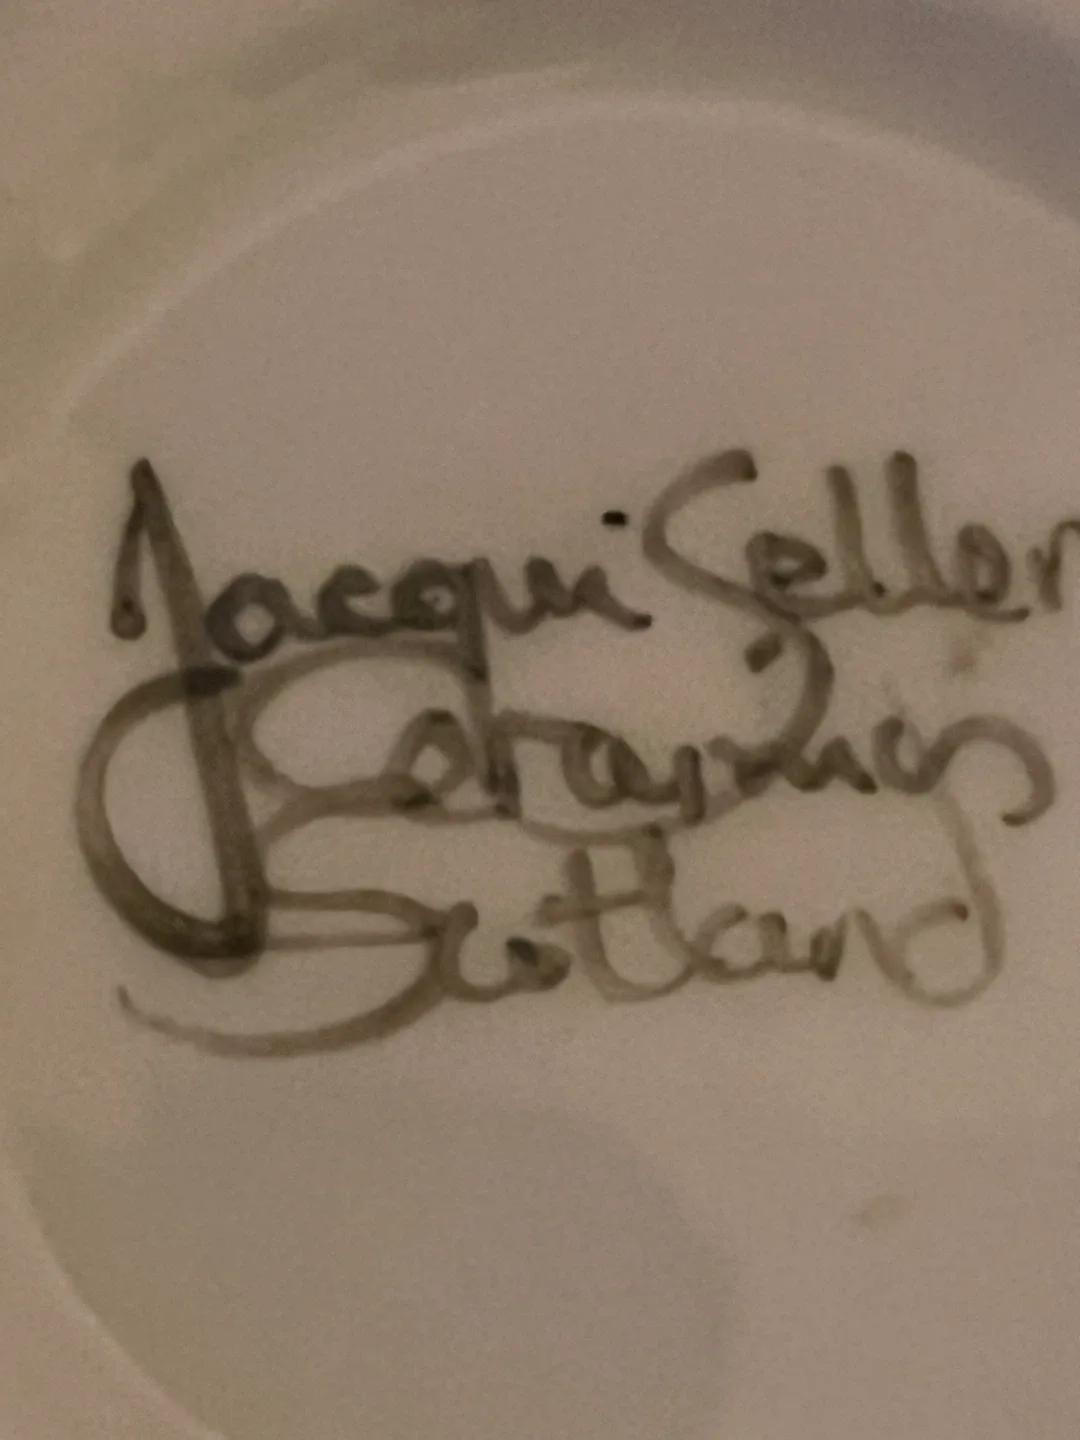 Jacqui Seller
Ceramics
Scotland